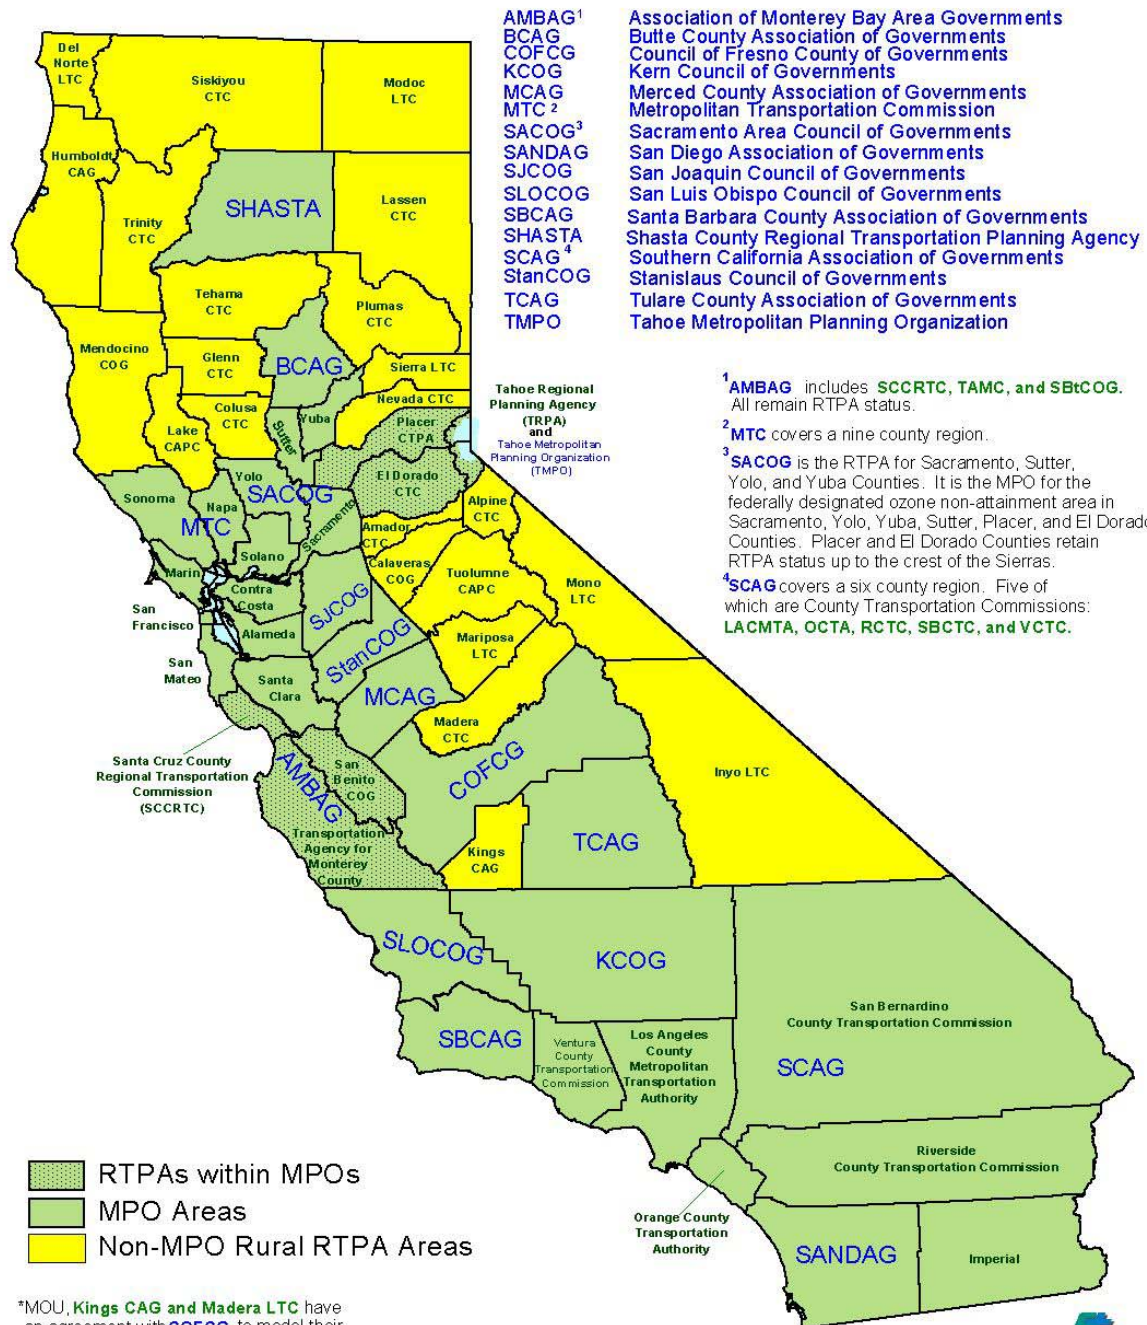 AMBAG¹ Association of Monterey Bay Area Governments
BCAG Butte County Association of Governments
COFCG Council of Fresno County of Governments
KCOG Kern Council of Governments
MCAG Merced County Association of Governments
MTC ² Metropolitan Transportation Commission
SACOG³ Sacramento Area Council of Governments
SANDAG San Diego Association of Governments
SJCOG San Joaquin Council of Governments
SLOCOG San Luis Obispo Council of Governments
SBCAG Santa Barbara County Association of Governments
SHASTA Shasta County Regional Transportation Planning Agency
SCAG ⁴ Southern California Association of Governments
StanCOG Stanislaus Council of Governments
TCAG Tulare County Association of Governments
TMPO Tahoe Metropolitan Planning Organization
¹AMBAG includes SCCRTC, TAMC, and SBtCOG.
All remain RTPA status.
²MTC covers a nine county region.
³SACOG is the RTPA for Sacramento, Sutter,
Yolo, and Yuba Counties. It is the MPO for the
federally designated ozone non-attainment area in
Sacramento, Yolo, Yuba, Sutter, Placer, and El Dorado
Counties. Placer and El Dorado Counties retain
RTPA status up to the crest of the Sierras.
⁴SCAG covers a six county region. Five of
which are County Transportation Commissions:
LACMTA, OCTA, RCTC, SBCTC, and VCTC.
Del
Norte
LTC
Siskiyou
CTC
Modoc
LTC
Humboldt
CAG
Trinity
CTC
SHASTA
Lassen
CTC
Tehama
CTC
Plumas
CTC
Mendocino
COG
Glenn
CTC
BCAG
Sierra LTC
Nevada CTC
Colusa
CTC
Lake
CAPC
Sutter
Yuba
Placer
CTPA
Tahoe Regional
Planning Agency
(TRPA)
and
Tahoe Metropolitan
Planning Organization
(TMPO)
El Dorado
CTC
Yolo
SACOG
Sacramento
Sonoma
Napa
MTC
Solano
Amador
CTC
Alpine
CTC
Calaveras
COG
Tuolumne
CAPC
Mono
LTC
Marin
Contra
Costa
San
Francisco
Alameda
SJCOG
StanCOG
Mariposa
LTC
San
Mateo
Santa
Clara
MCAG
Madera
CTC
Santa Cruz County
Regional Transportation
Commission
(SCCRTC)
AMBAG
San
Benito
COG
COFCG
Inyo LTC
Transportation
Agency for
Monterey
County
Kings
CAG
TCAG
SLOCOG
KCOG
San Bernardino
County Transportation Commission
SCAG
SBCAG
Ventura
County
Transportation
Commission
Los Angeles
County
Metropolitan
Transportation
Authority
Riverside
County Transportation Commission
Orange County
Transportation
Authority
SANDAG
Imperial
RTPAs within MPOs
MPO Areas
Non-MPO Rural RTPA Areas
*MOU, Kings CAG and Madera LTC have
an agreement with COFCG to model their